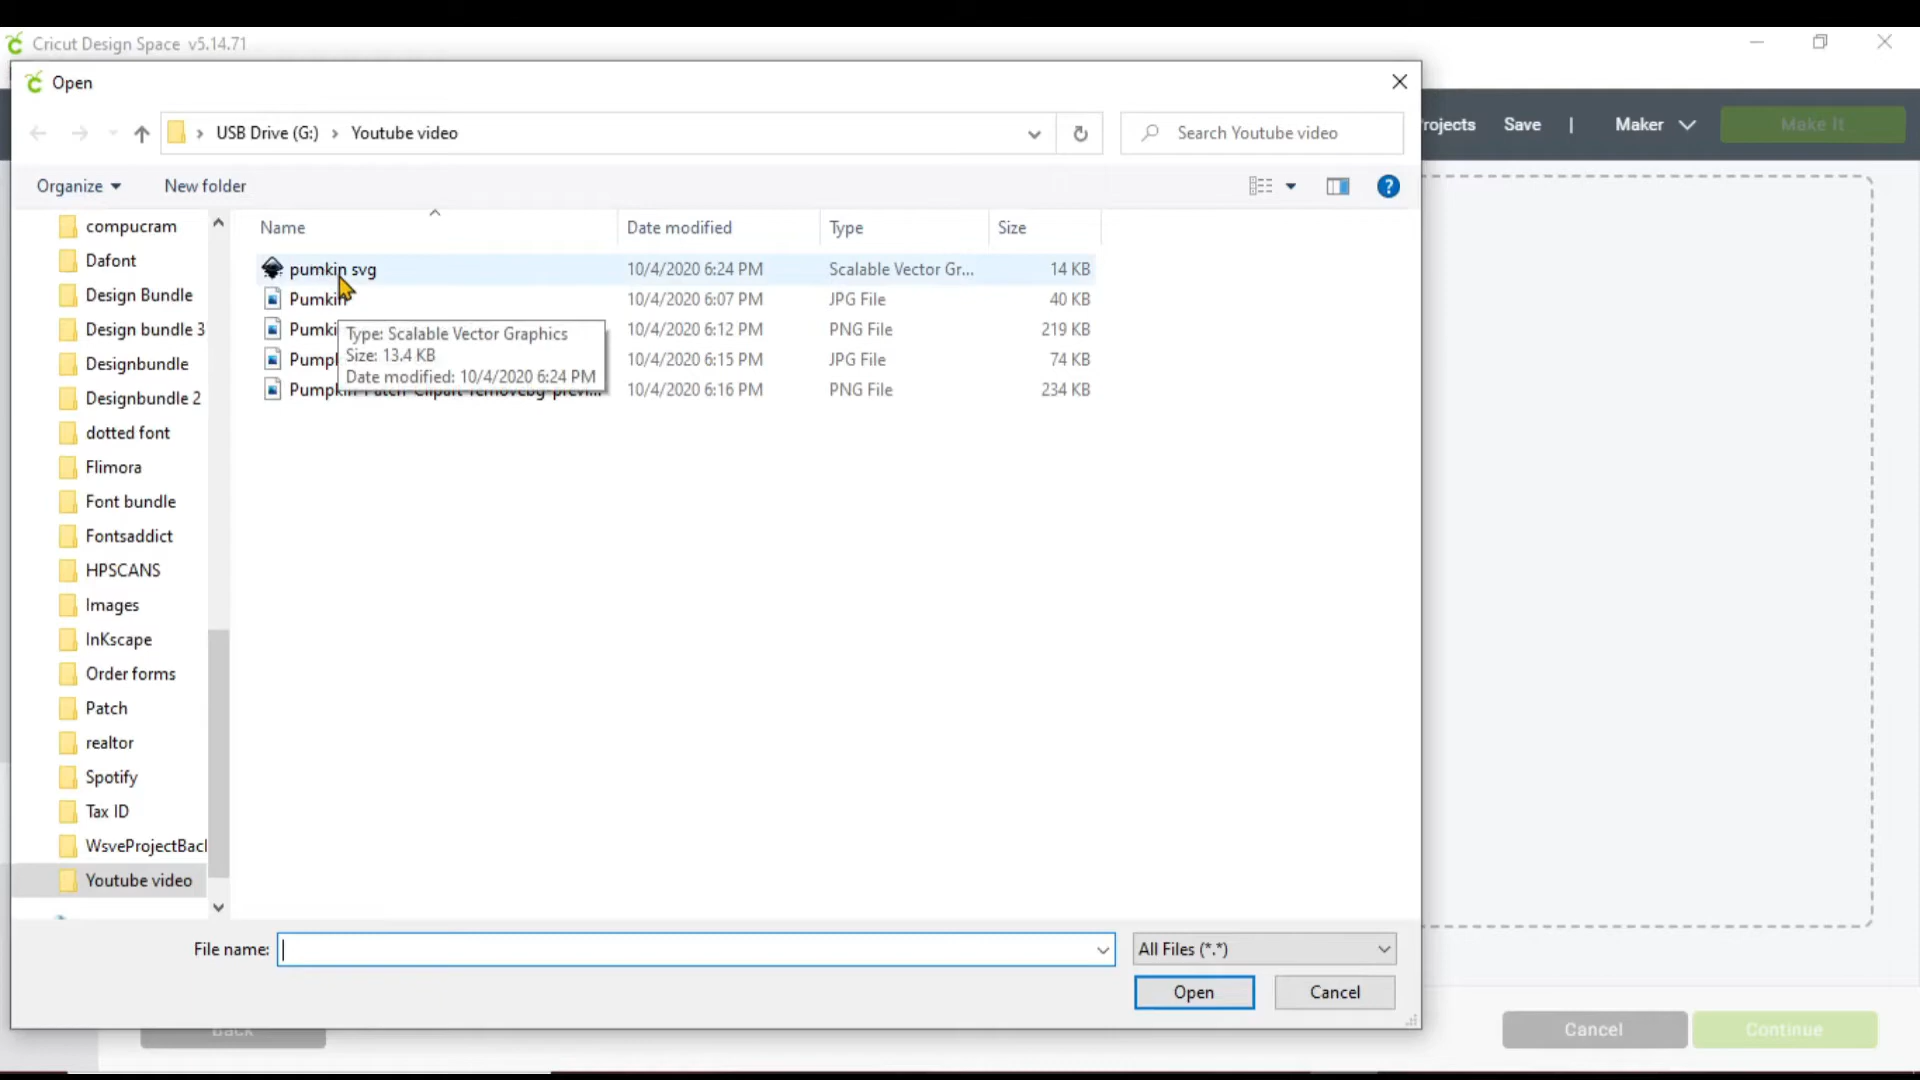 Cricut Design Space v5.14.71
Open
USB Drive (G:) › Youtube video
Search Youtube video
rojects Save | Maker Make It
Organize New folder
Name Date modified Type Size
compucram
Dafont
Design Bundle
Design bundle 3
Designbundle
Designbundle 2
dotted font
Flimora
Font bundle
Fontsaddict
HPSCANS
Images
InKscape
Order forms
Patch
realtor
Spotify
Tax ID
WsveProjectBacl
Youtube video
pumkin svg 10/4/2020 6:24 PM Scalable Vector Gr... 14 KB
Pumkin 10/4/2020 6:07 PM JPG File 40 KB
Pumki 10/4/2020 6:12 PM PNG File 219 KB
Pumpl 10/4/2020 6:15 PM JPG File 74 KB
Pumpkin-Patch-Clipart-removebg-previ... 10/4/2020 6:16 PM PNG File 234 KB
Type: Scalable Vector Graphics
Size: 13.4 KB
Date modified: 10/4/2020 6:24 PM
File name: All Files (*.*)
Open Cancel
Back Cancel Continue